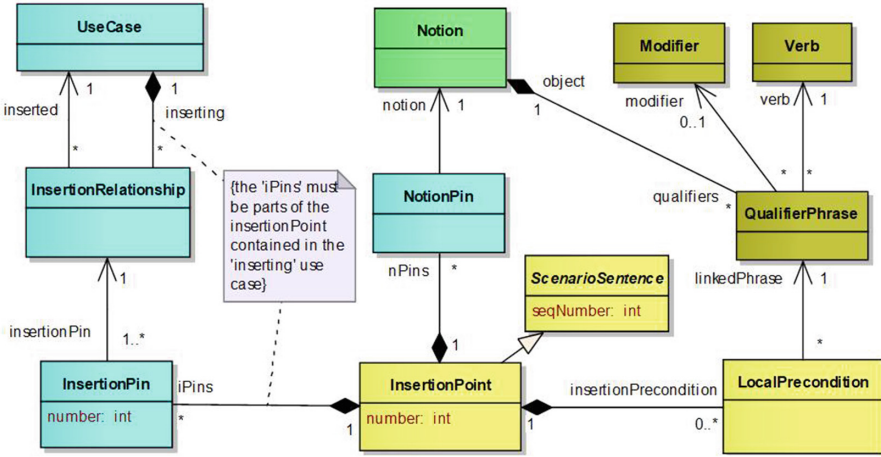 UseCase
Notion
Modifier
Verb
1
1
inserted
inserting
*
*
notion
1
object
1
modifier
0..1
verb
1
*
*
qualifiers
*
InsertionRelationship
{the 'iPins' must
be parts of the
insertionPoint
contained in the
'inserting' use
case}
NotionPin
QualifierPhrase
1
nPins
*
ScenarioSentence
seqNumber: int
linkedPhrase
1
insertionPin
1..*
1
*
InsertionPin
number: int
iPins
*
1
InsertionPoint
number: int
insertionPrecondition
1
0..*
LocalPrecondition